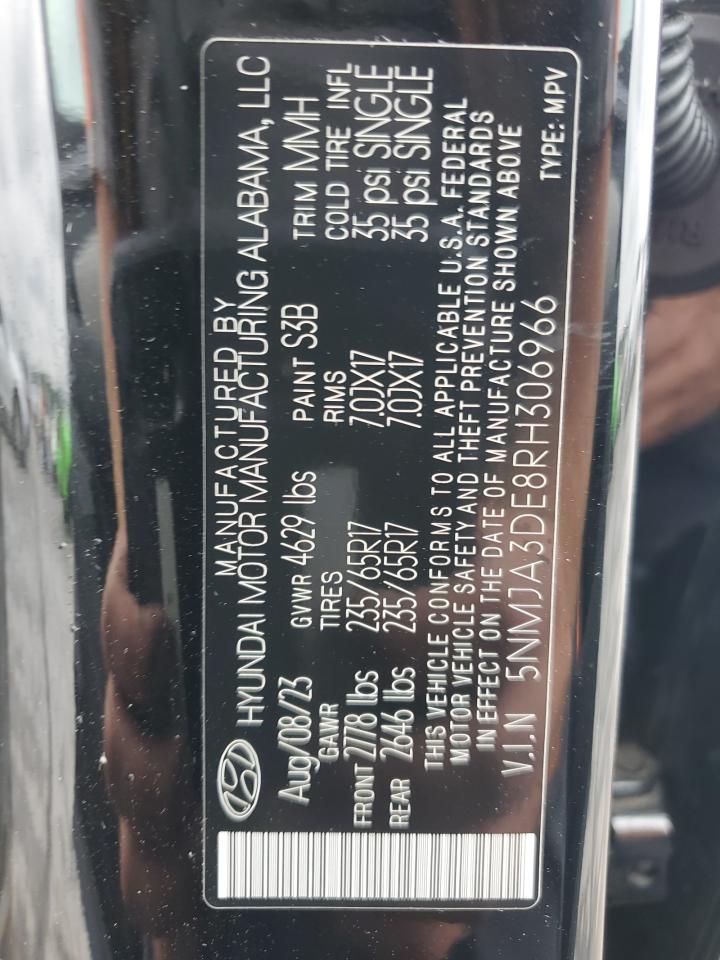 MANUFACTURED BY
HYUNDAI MOTOR MANUFACTURING ALABAMA, LLC
Aug/08/23 GVWR 4629 lbs PAINT S3B TRIM MMH
GAWR TIRES RIMS COLD TIRE INFL
FRONT 2778 lbs 235/65R17 7.0JX17 35 psi SINGLE
REAR 2646 lbs 235/65R17 7.0JX17 35 psi SINGLE
THIS VEHICLE CONFORMS TO ALL APPLICABLE U.S.A. FEDERAL
MOTOR VEHICLE SAFETY AND THEFT PREVENTION STANDARDS
IN EFFECT ON THE DATE OF MANUFACTURE SHOWN ABOVE
V.I.N 5NMJA3DE8RH306966 TYPE: MPV